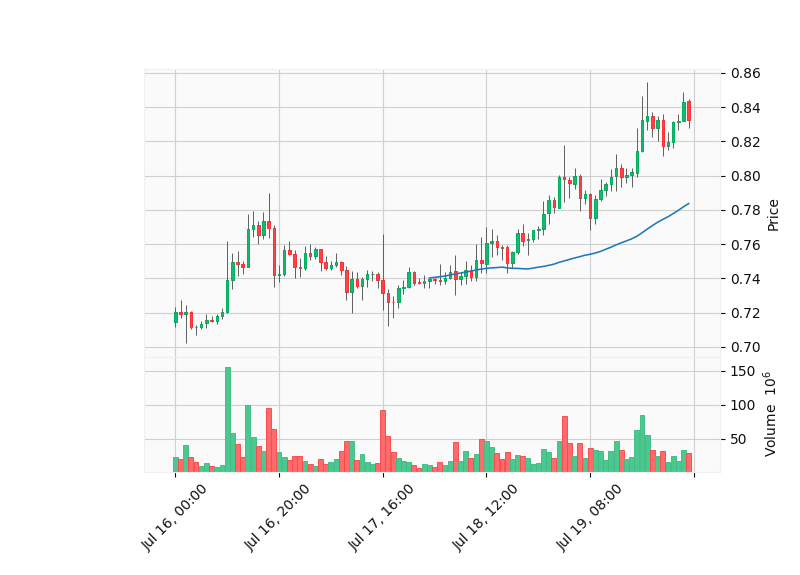 0.86
0.84
0.82
0.80
0.78
0.76
0.74
0.72
0.70
Price
150
100
50
Volume 10⁶
Jul 16, 00:00
Jul 16, 20:00
Jul 17, 16:00
Jul 18, 12:00
Jul 19, 08:00